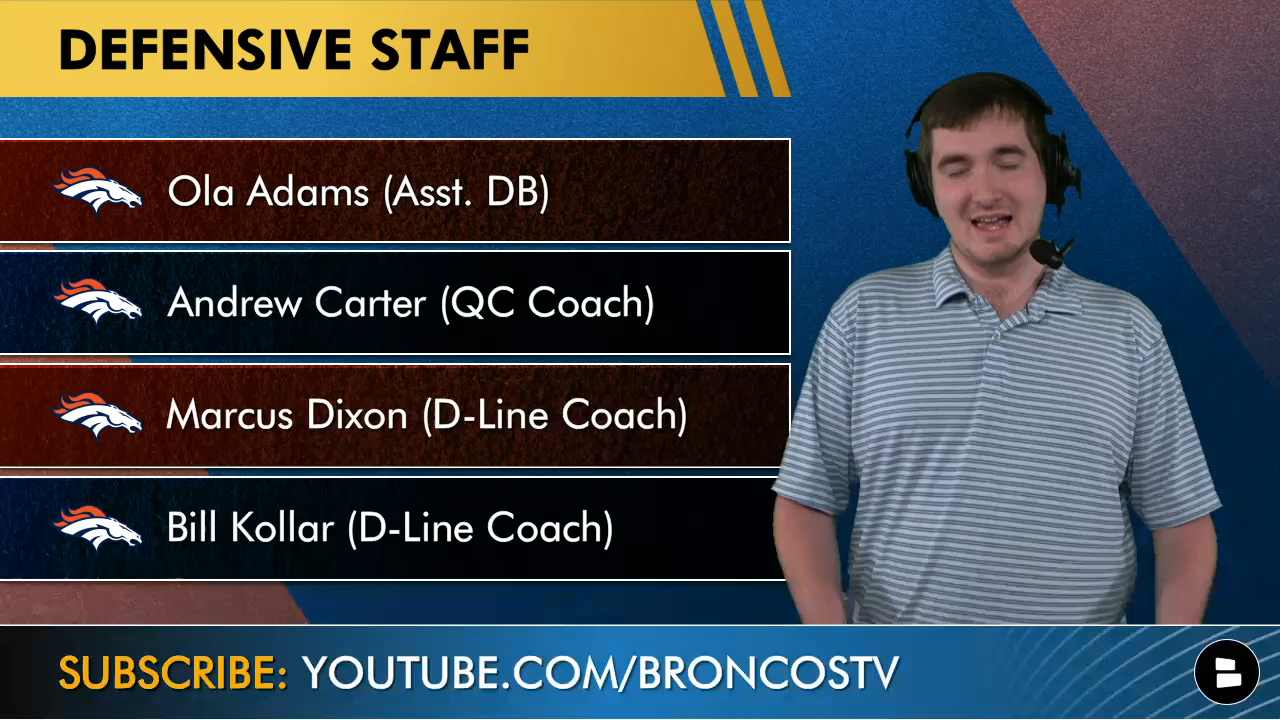 DEFENSIVE STAFF
Ola Adams (Asst. DB)
Andrew Carter (QC Coach)
Marcus Dixon (D-Line Coach)
Bill Kollar (D-Line Coach)
SUBSCRIBE: YOUTUBE.COM/BRONCOSTV